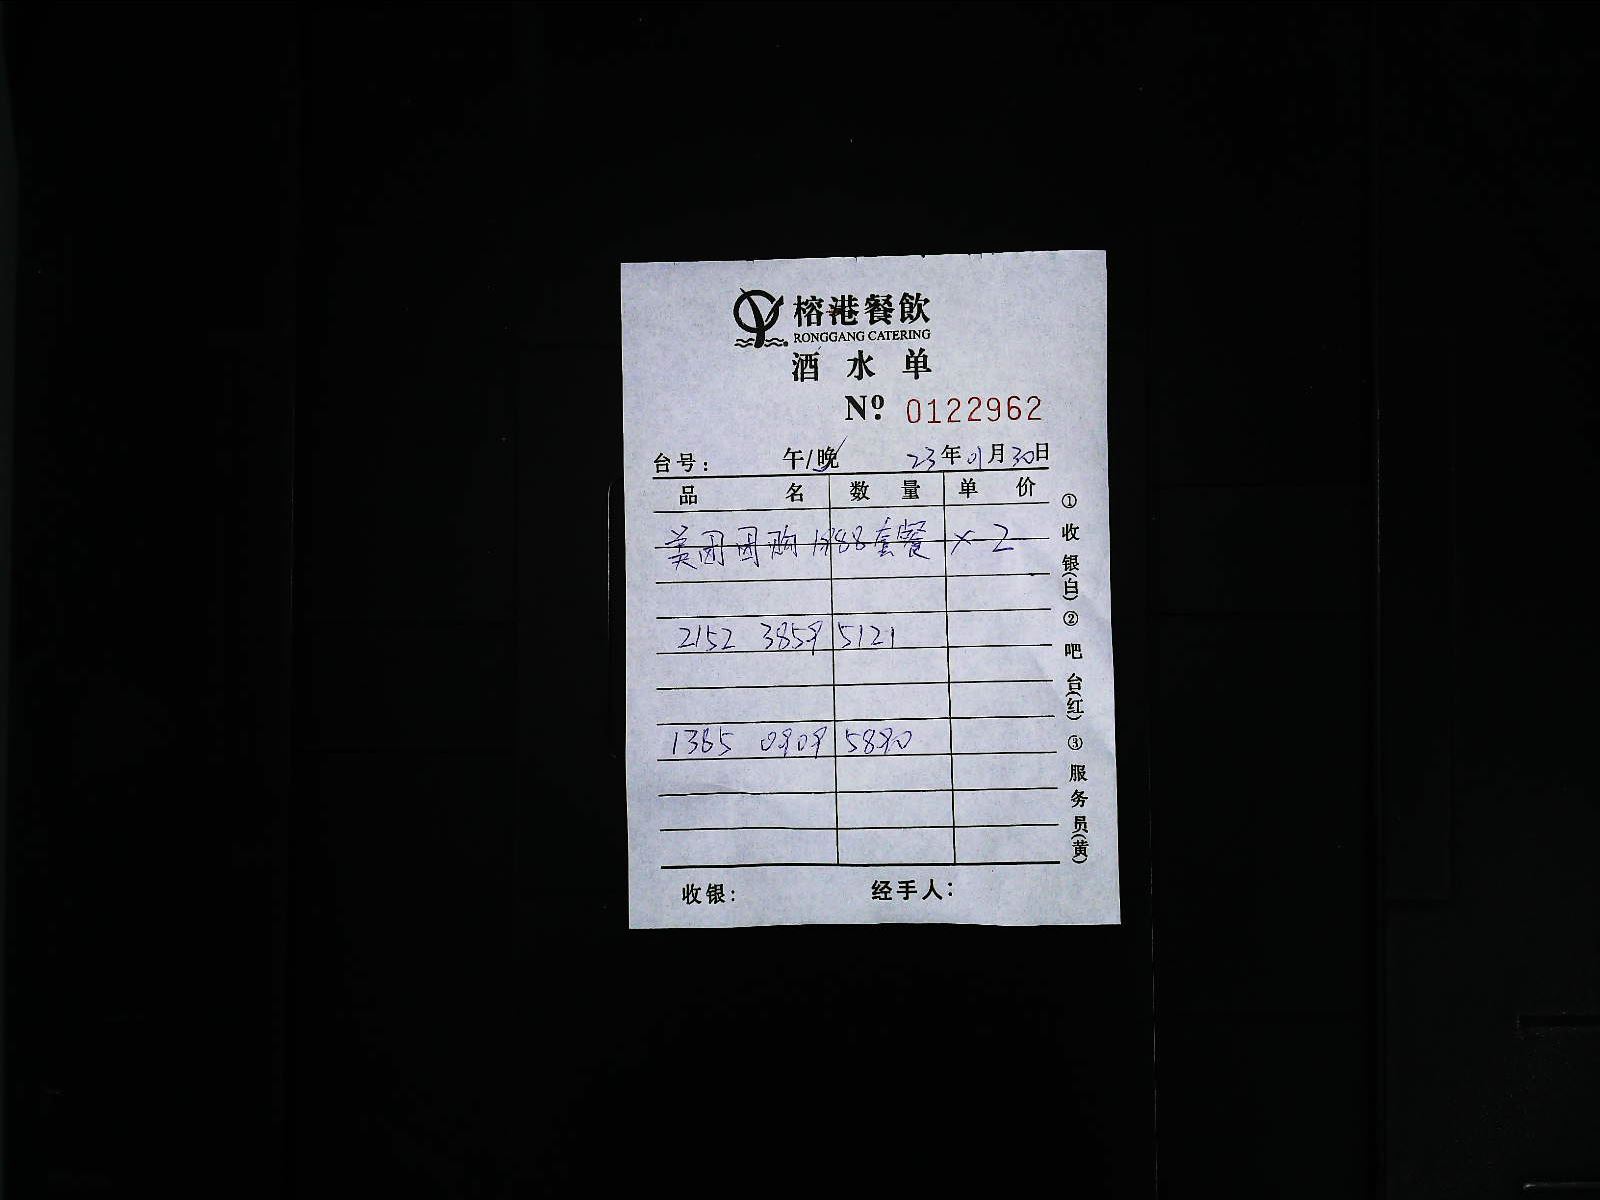 榕港餐飲
RONGGANG CATERING
酒水单
№ 0122962
台号: 午/晚 23年01月30日
品名 数量 单价
美团团购1988套餐 × 2
2152 3859 5121
1365 0909 5890
收银: 经手人:
①收银(白)②吧台(红)③服务员(黄)